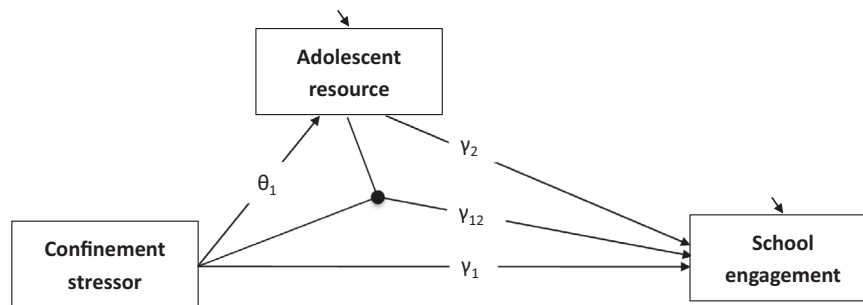 Adolescent
resource
γ2
θ1
γ12
Confinement
stressor
School
engagement
γ1